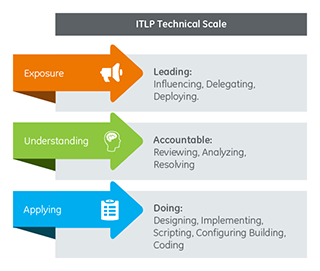 ITLP Technical Scale
Exposure
Leading:
Influencing, Delegating,
Deploying.
Understanding
Accountable:
Reviewing, Analyzing,
Resolving
Applying
Doing:
Designing, Implementing,
Scripting, Configuring Building,
Coding